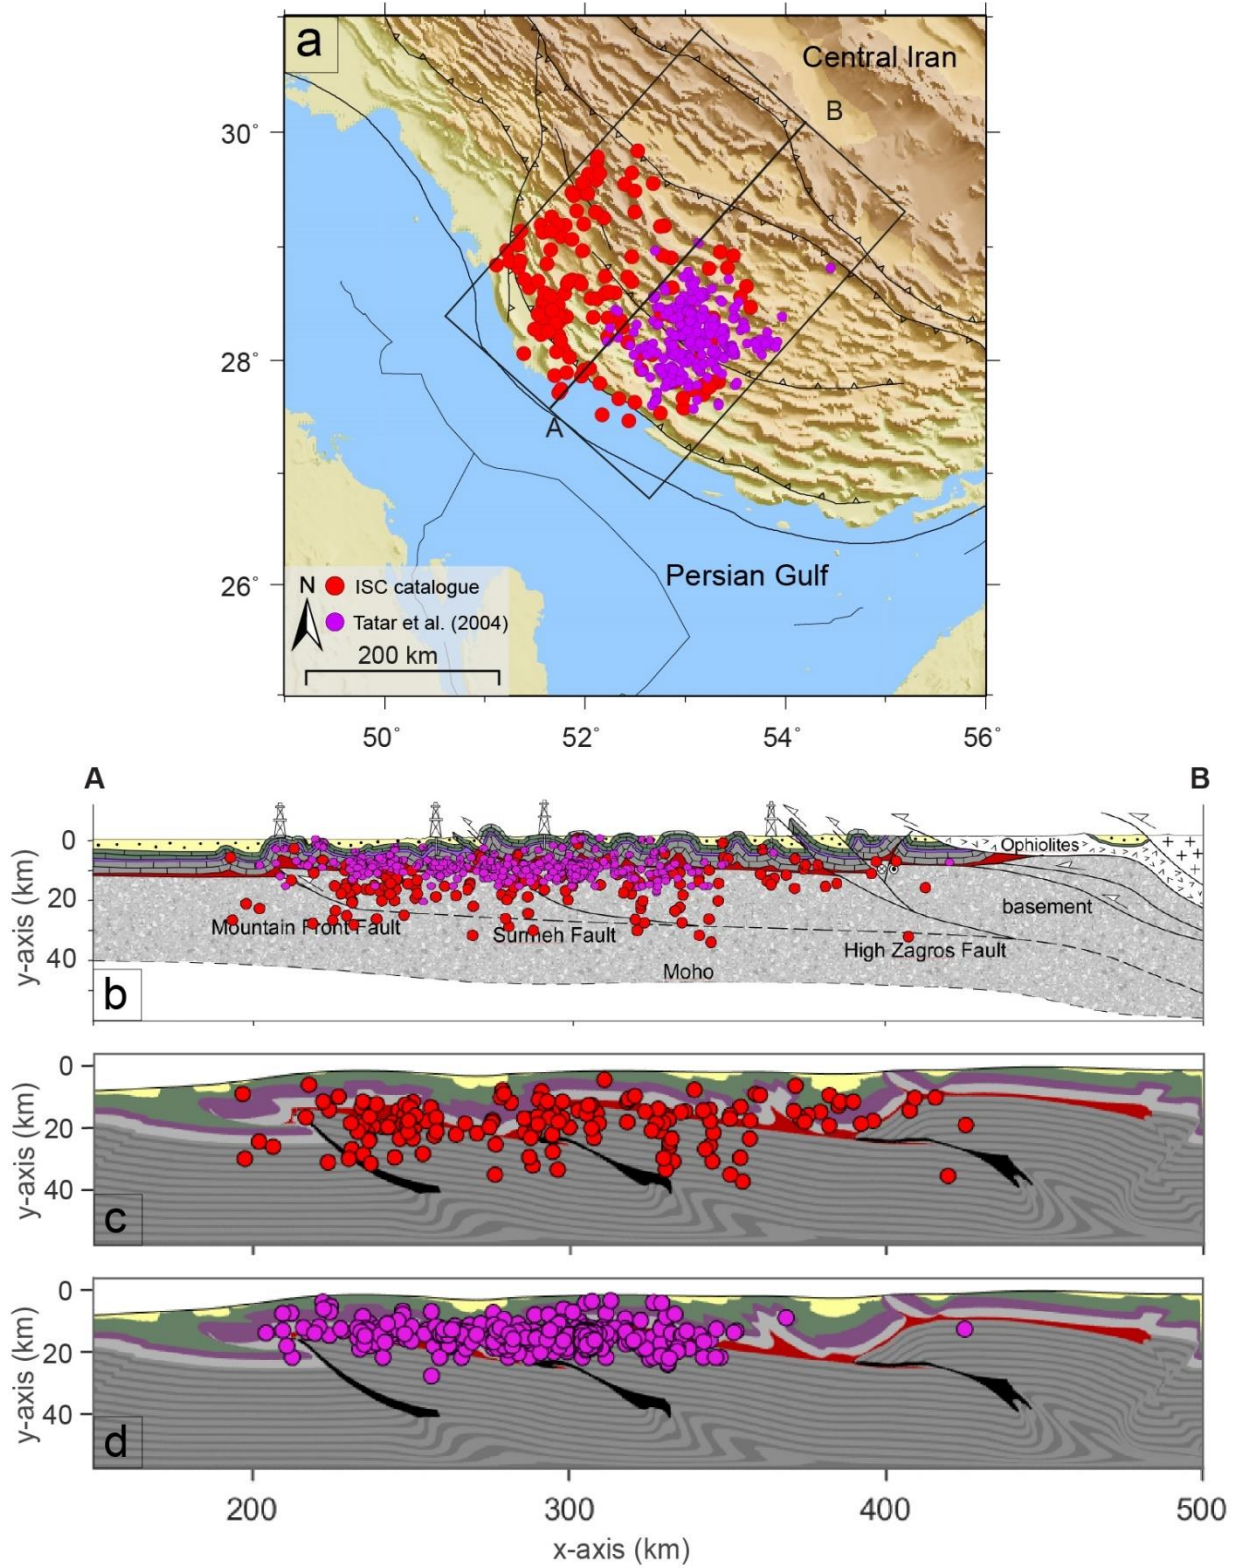 a
Central Iran
B
30°
28°
A
26°
Persian Gulf
N
ISC catalogue
Tatar et al. (2004)
200 km
50° 52° 54° 56°
A B
0
20
40
y-axis (km)
Ophiolites
basement
Mountain Front Fault
Surmeh Fault
High Zagros Fault
Moho
b
0
20
40
y-axis (km)
c
0
20
40
y-axis (km)
d
200 300 400 500
x-axis (km)